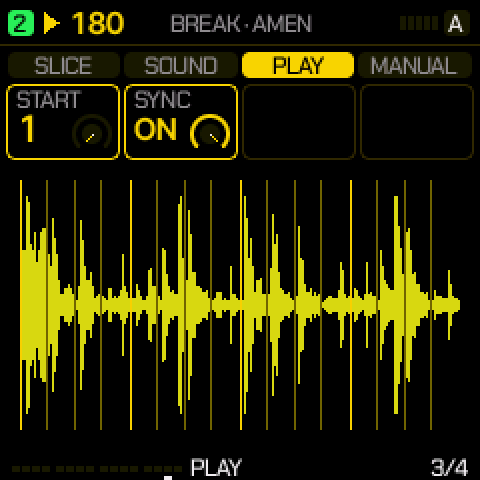 2 180 BREAK·AMEN A
SLICE SOUND PLAY MANUAL
START SYNC
1 ON
PLAY 3/4